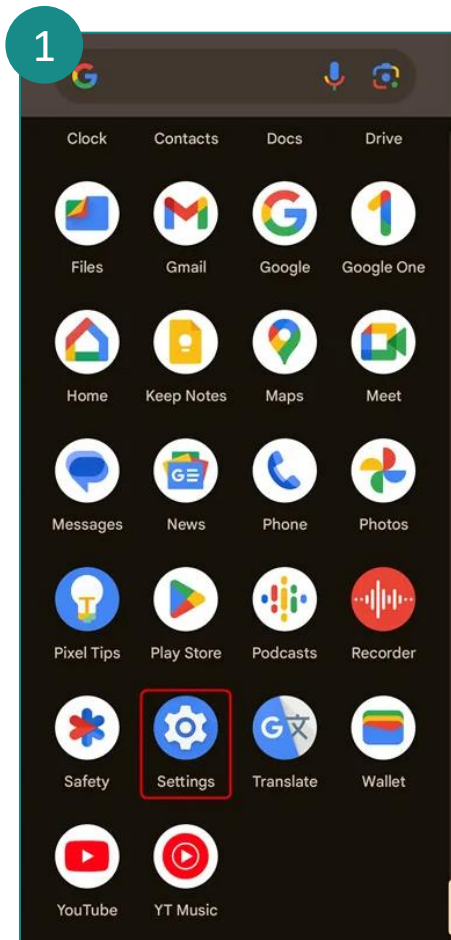 1
Clock Contacts Docs Drive
Files Gmail Google Google One
Home Keep Notes Maps Meet
Messages News Phone Photos
Pixel Tips Play Store Podcasts Recorder
Safety Settings Translate Wallet
YouTube YT Music